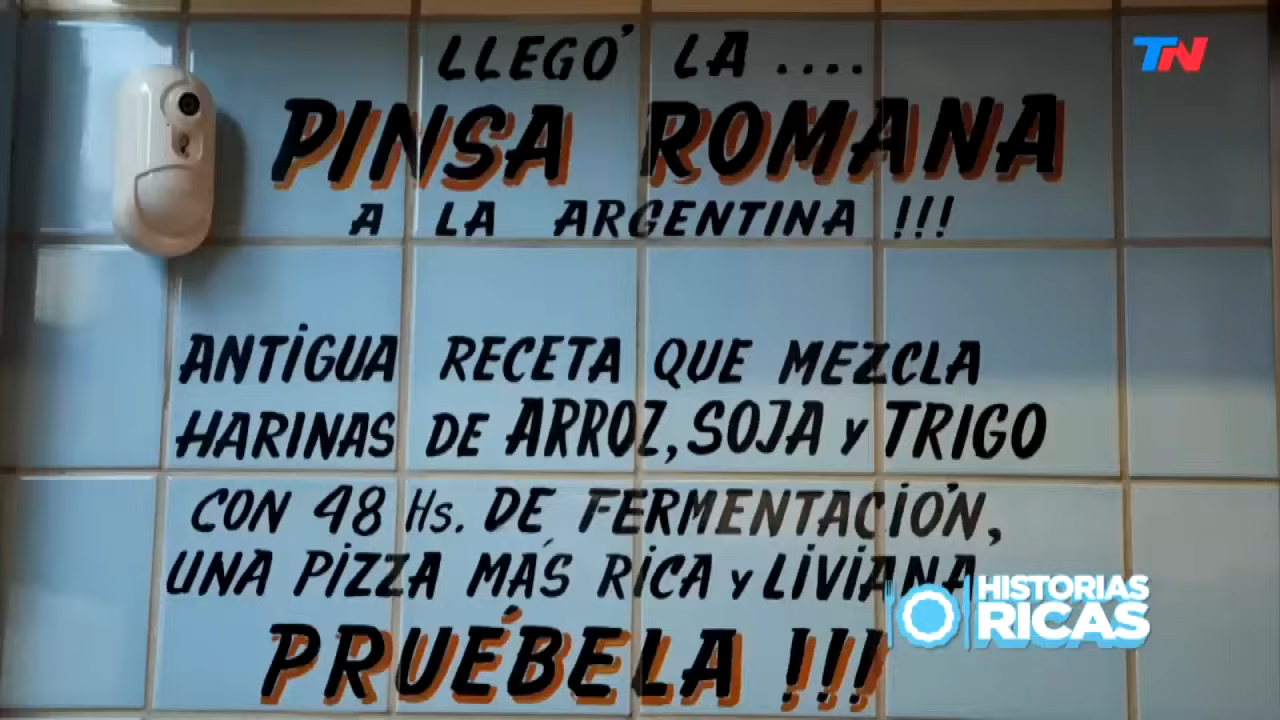 LLEGÓ LA ....
TN
PINSA ROMANA
A LA ARGENTINA !!!
ANTIGUA RECETA QUE MEZCLA
HARINAS DE ARROZ, SOJA Y TRIGO
CON 48 Hs. DE FERMENTACIÓN,
UNA PIZZA MÁS RICA Y LIVIANA
PRUÉBELA !!!
HISTORIAS
RICAS